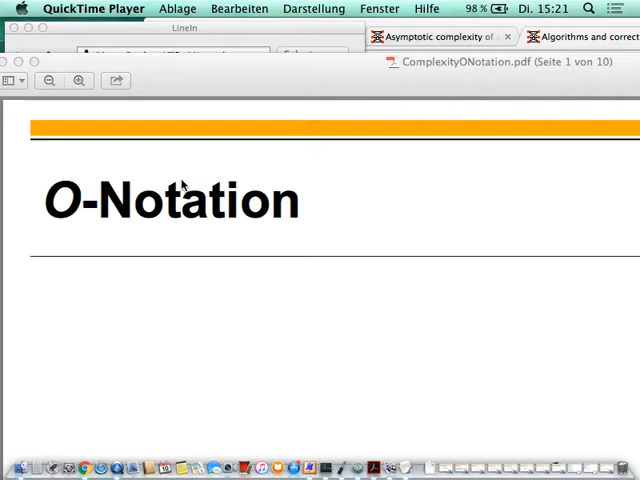 QuickTime Player Ablage Bearbeiten Darstellung Fenster Hilfe 98 % Di. 15:21
LineIn
Asymptotic complexity of
Algorithms and correct
ComplexityONotation.pdf (Seite 1 von 10)
O-Notation